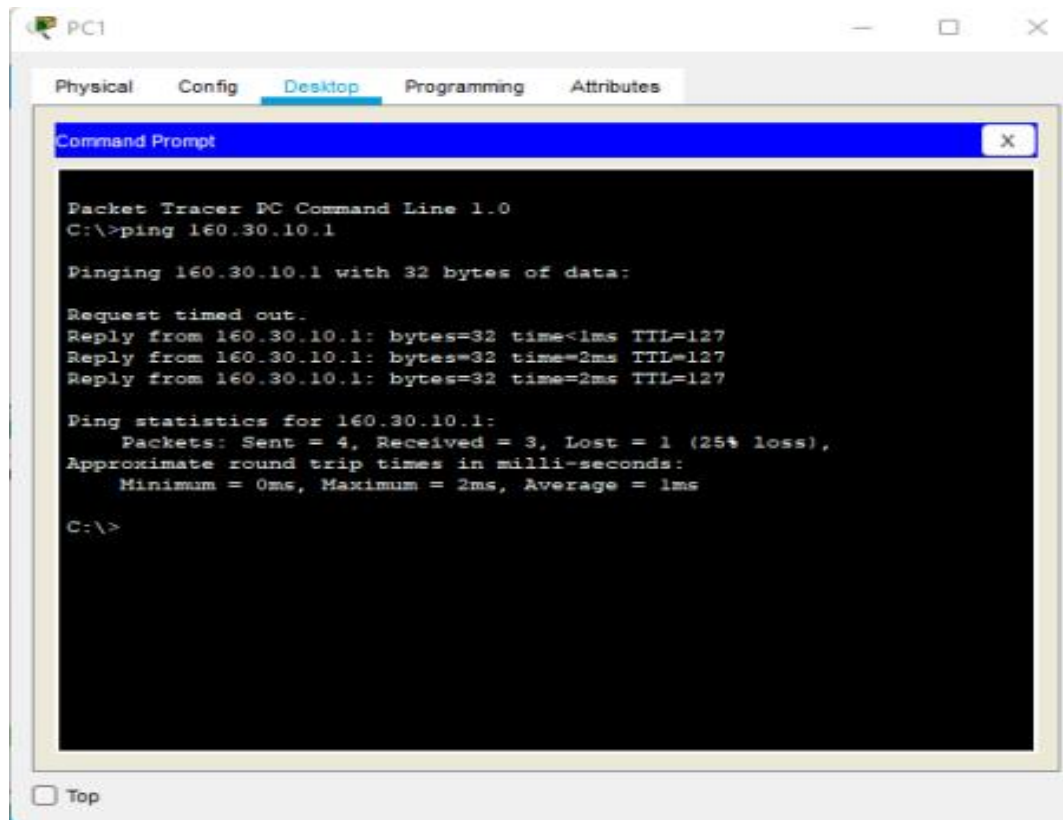 PC1
Physical Config Desktop Programming Attributes
Command Prompt
X
Packet Tracer PC Command Line 1.0
C:\>ping 160.30.10.1
Pinging 160.30.10.1 with 32 bytes of data:
Request timed out.
Reply from 160.30.10.1: bytes=32 time<1ms TTL=127
Reply from 160.30.10.1: bytes=32 time=2ms TTL=127
Reply from 160.30.10.1: bytes=32 time=2ms TTL=127
Ping statistics for 160.30.10.1:
Packets: Sent = 4, Received = 3, Lost = 1 (25% loss),
Approximate round trip times in milli-seconds:
Minimum = 0ms, Maximum = 2ms, Average = 1ms
C:\>
Top